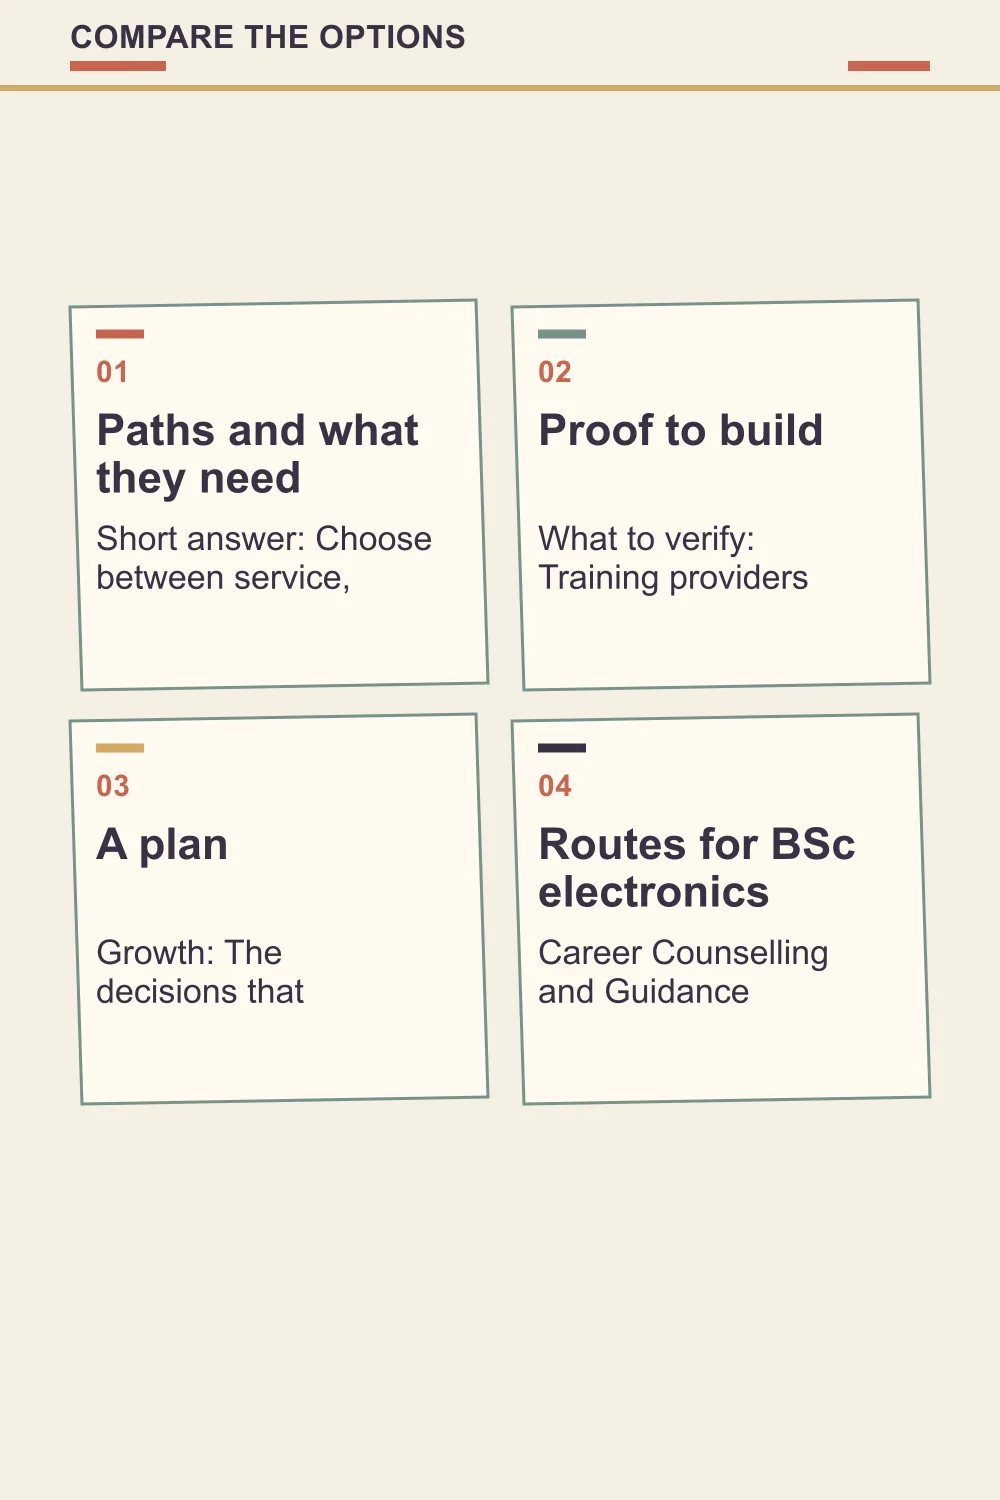 COMPARE THE OPTIONS
01
Paths and what
they need
Short answer: Choose
between service,
02
Proof to build
What to verify:
Training providers
03
A plan
Growth: The
decisions that
04
Routes for BSc
electronics
Career Counselling
and Guidance